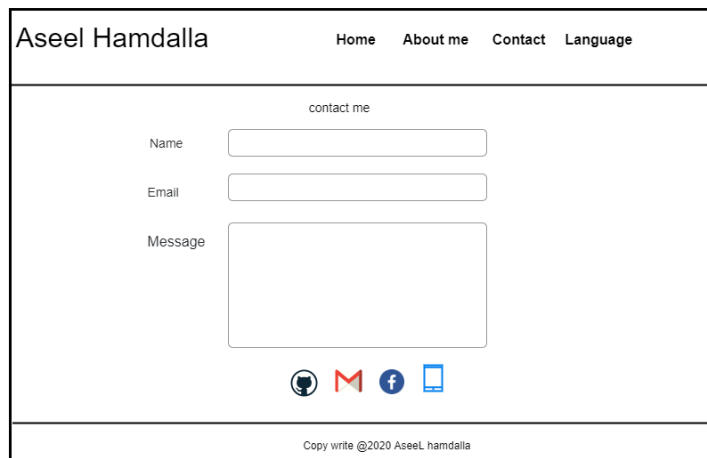 Aseel Hamdalla
Home About me Contact Language
contact me
Name
Email
Message
Copy write @2020 AseeL hamdalla